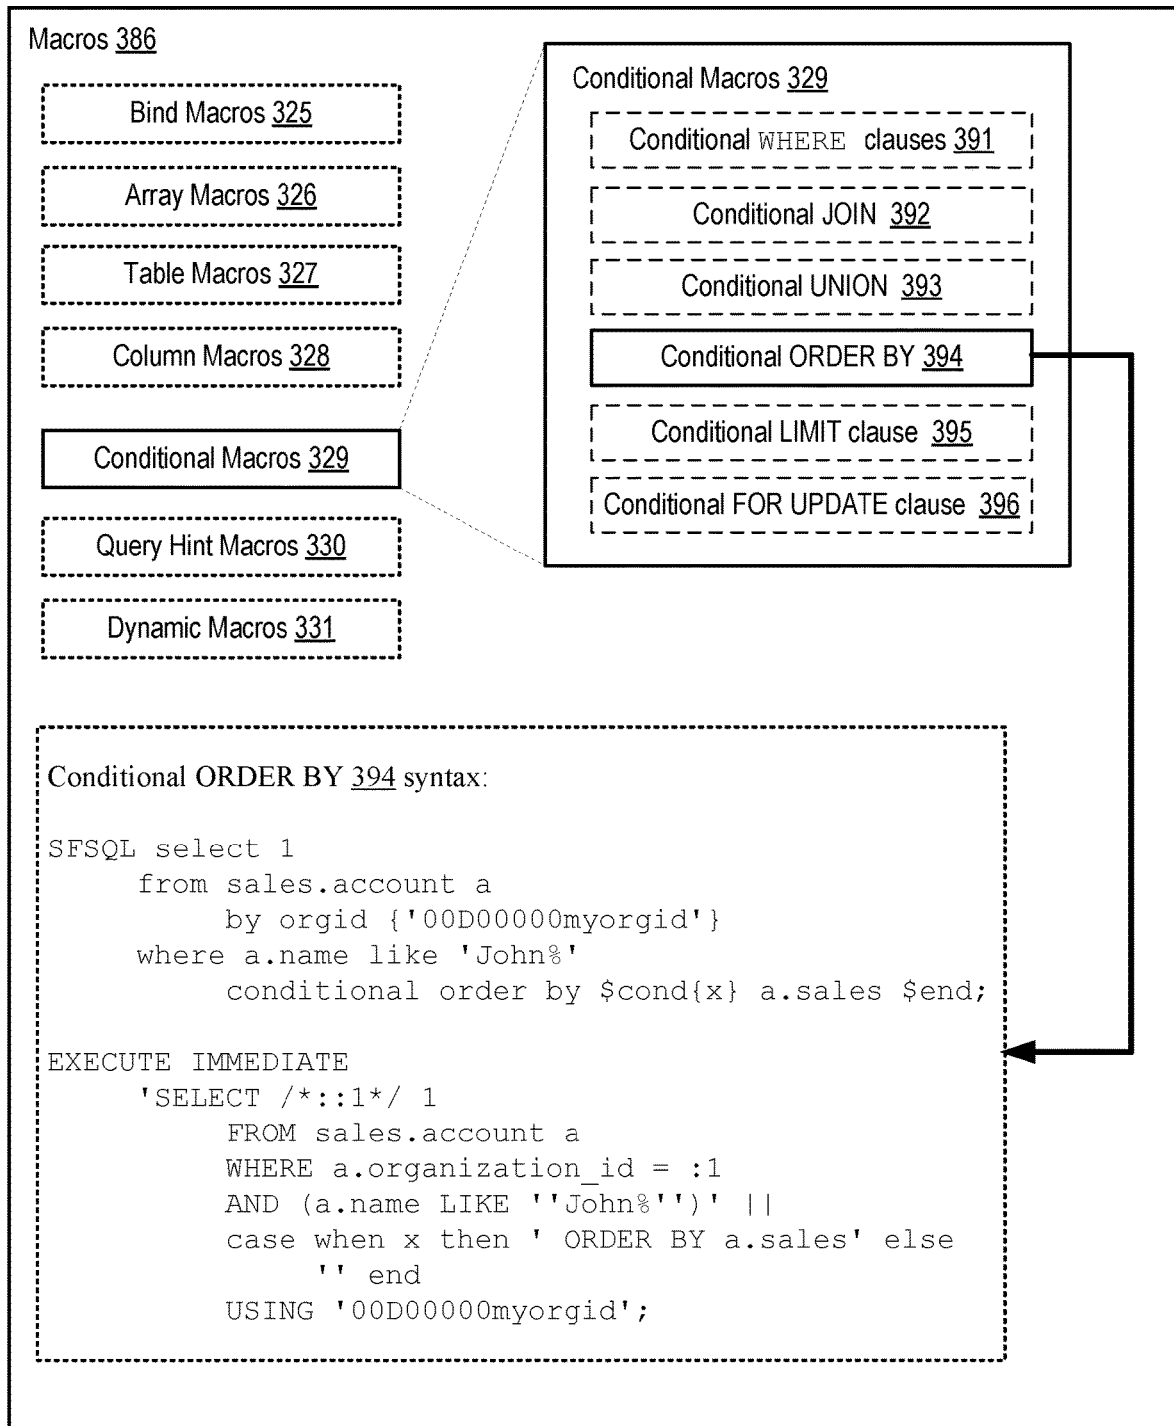 Macros 386
Bind Macros 325
Array Macros 326
Table Macros 327
Column Macros 328
Conditional Macros 329
Query Hint Macros 330
Dynamic Macros 331
Conditional Macros 329
Conditional WHERE clauses 391
Conditional JOIN 392
Conditional UNION 393
Conditional ORDER BY 394
Conditional LIMIT clause 395
Conditional FOR UPDATE clause 396
Conditional ORDER BY 394 syntax:
SFSQL select 1
from sales.account a
by orgid {'00D00000myorgid'}
where a.name like 'John%'
conditional order by $cond{x} a.sales $end;
EXECUTE IMMEDIATE
'SELECT /*::1*/ 1
FROM sales.account a
WHERE a.organization_id = :1
AND (a.name LIKE ''John%'')' ||
case when x then ' ORDER BY a.sales' else
'' end
USING '00D00000myorgid';